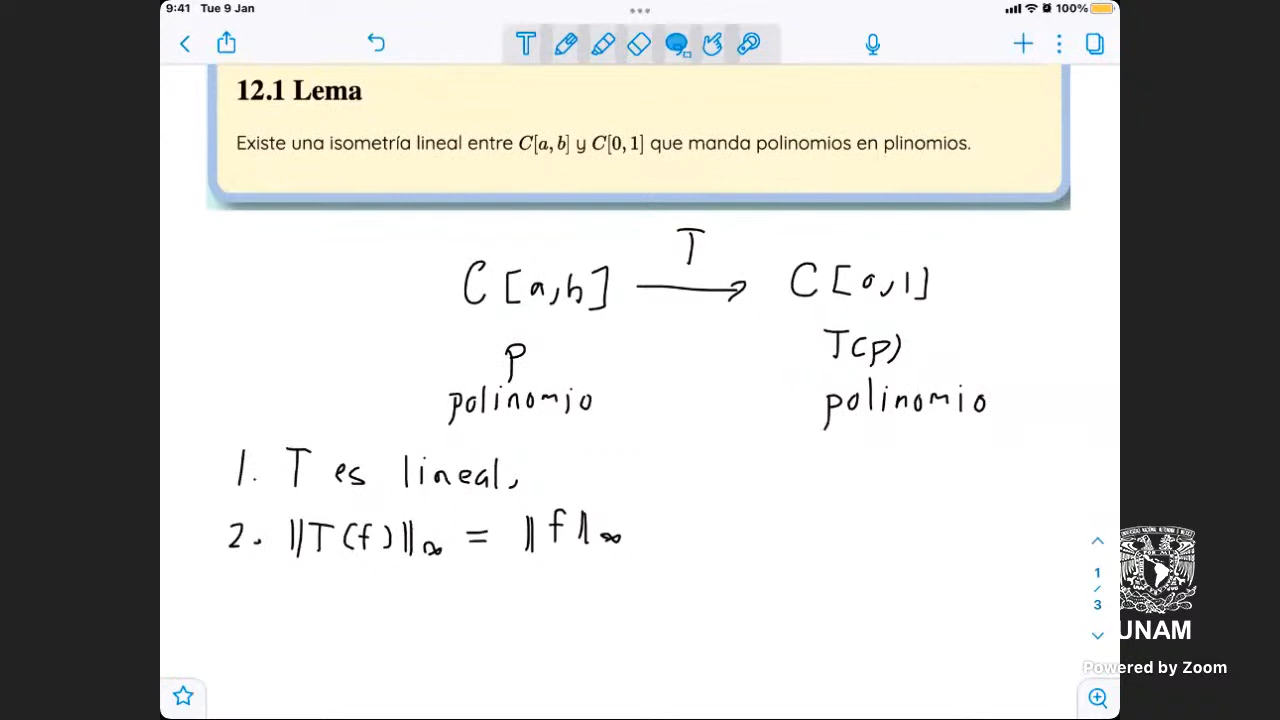 9:41 Tue 9 Jan 100%
12.1 Lema
Existe una isometría lineal entre C[a, b] y C[0, 1] que manda polinomios en plinomios.
T
C [a,b] → C [0,1]
p T(p)
polinomio polinomio
1. T es lineal,
2. ||T(f)||∞ = ||f||∞
1
3
UNAM
Powered by Zoom